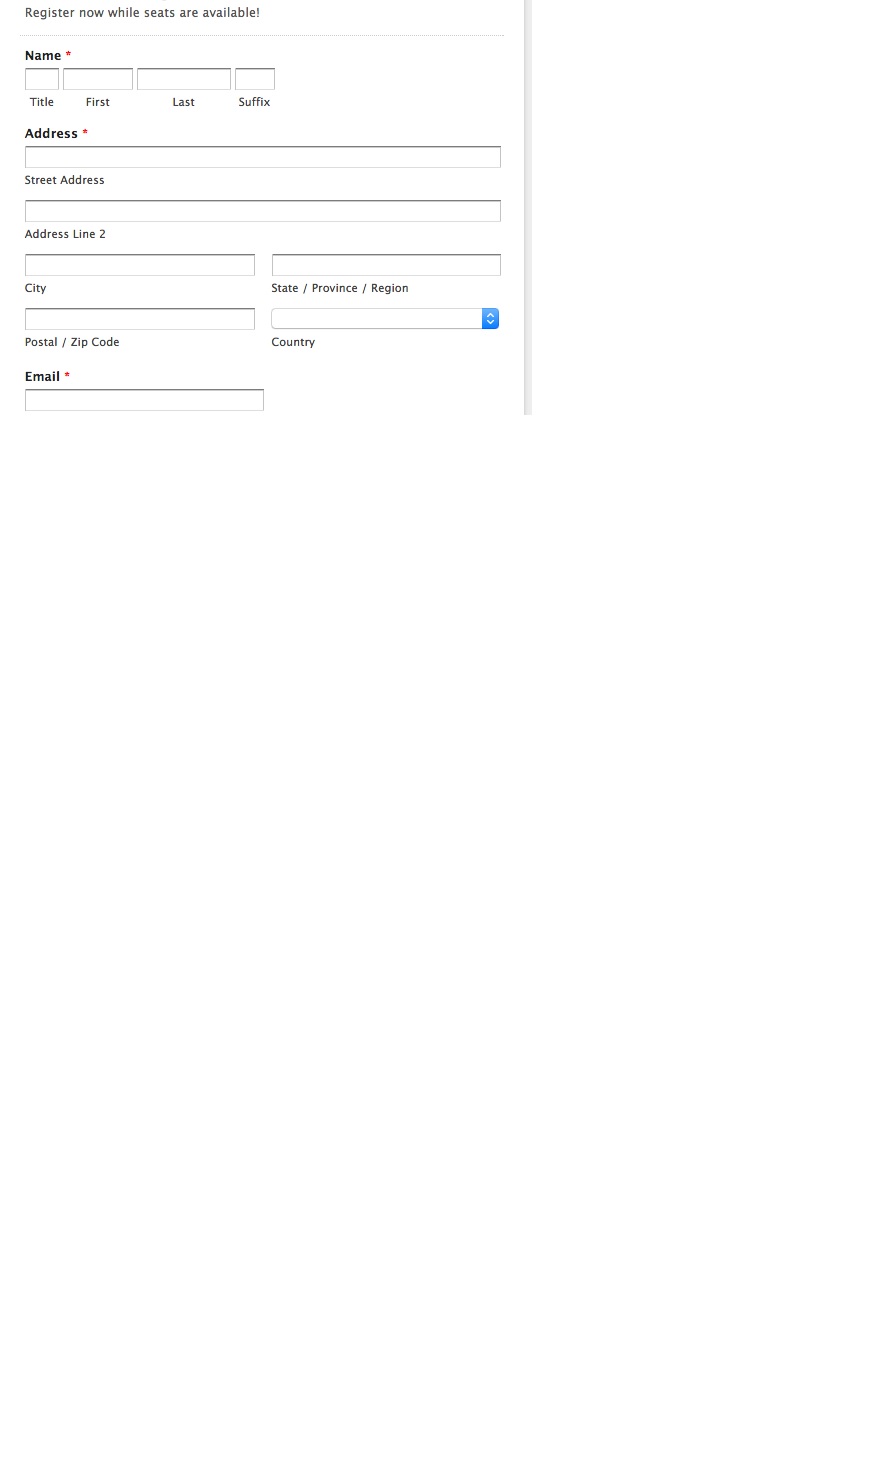 Register now while seats are available!
Name *
Title First Last Suffix
Address *
Street Address
Address Line 2
City State / Province / Region
Postal / Zip Code Country
Email *